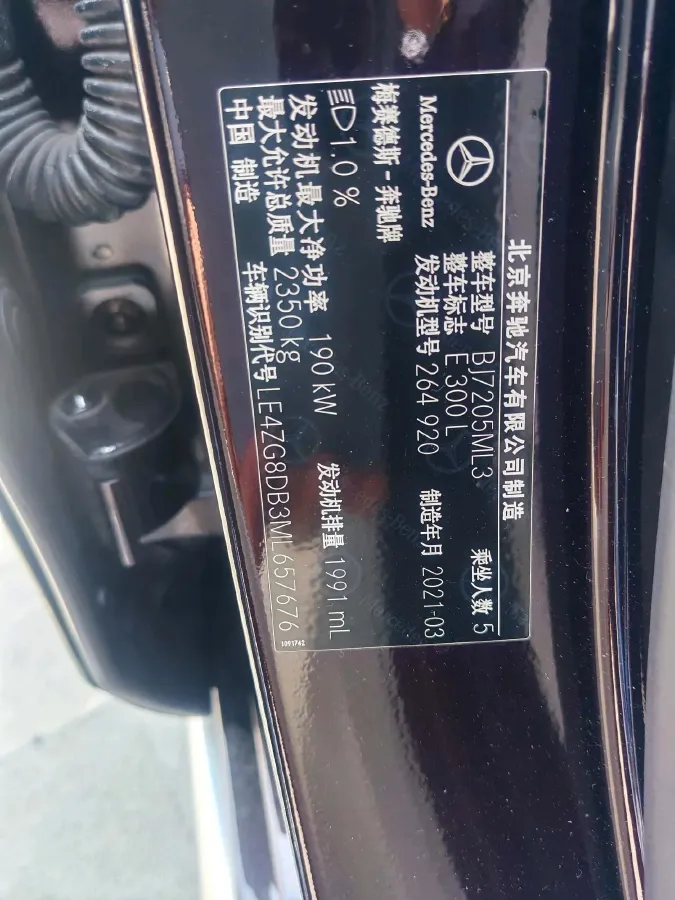 北京奔驰汽车有限公司制造
Mercedes-Benz
梅赛德斯-奔驰牌
整车型号 BJ7205ML3 乘坐人数 5
整车标志 E 300 L
发动机型号 264 920 制造年月 2021-03
1.0 %
发动机最大净功率 190 kW 发动机排量 1991 mL
最大允许总质量 2350 kg
中国 制造 车辆识别代号 LE4ZG8DB3ML657676
1091742